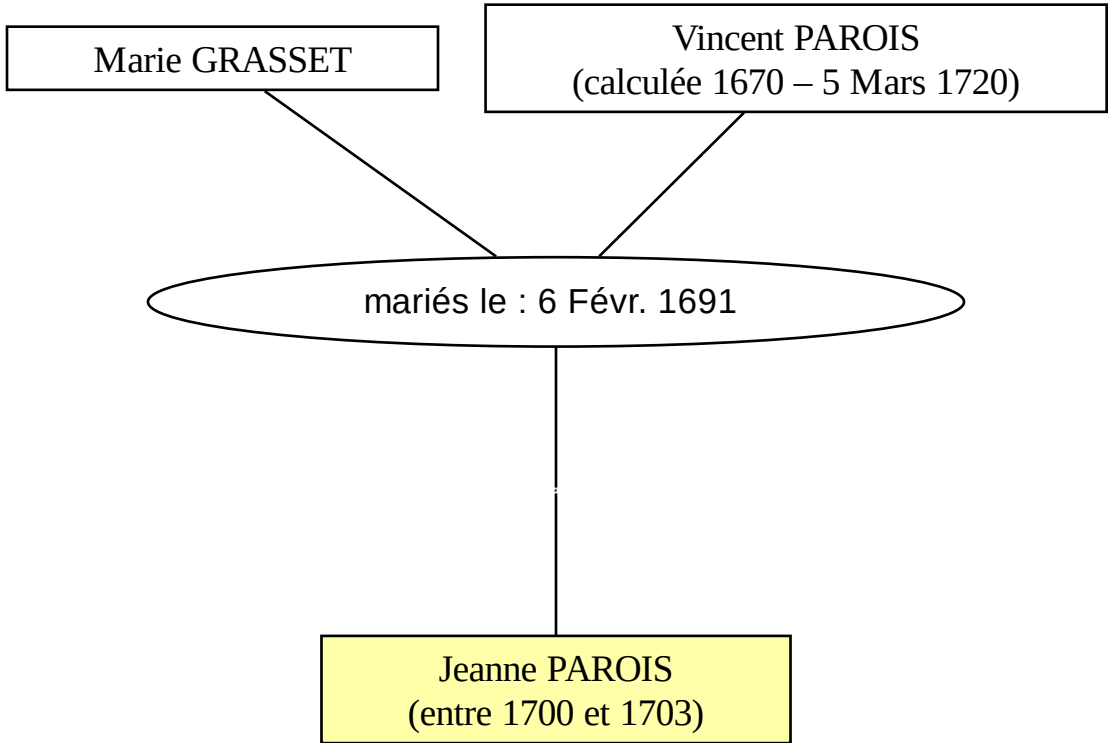 Marie GRASSET
Vincent PAROIS
(calculée 1670 – 5 Mars 1720)
mariés le : 6 Févr. 1691
Jeanne PAROIS
(entre 1700 et 1703)